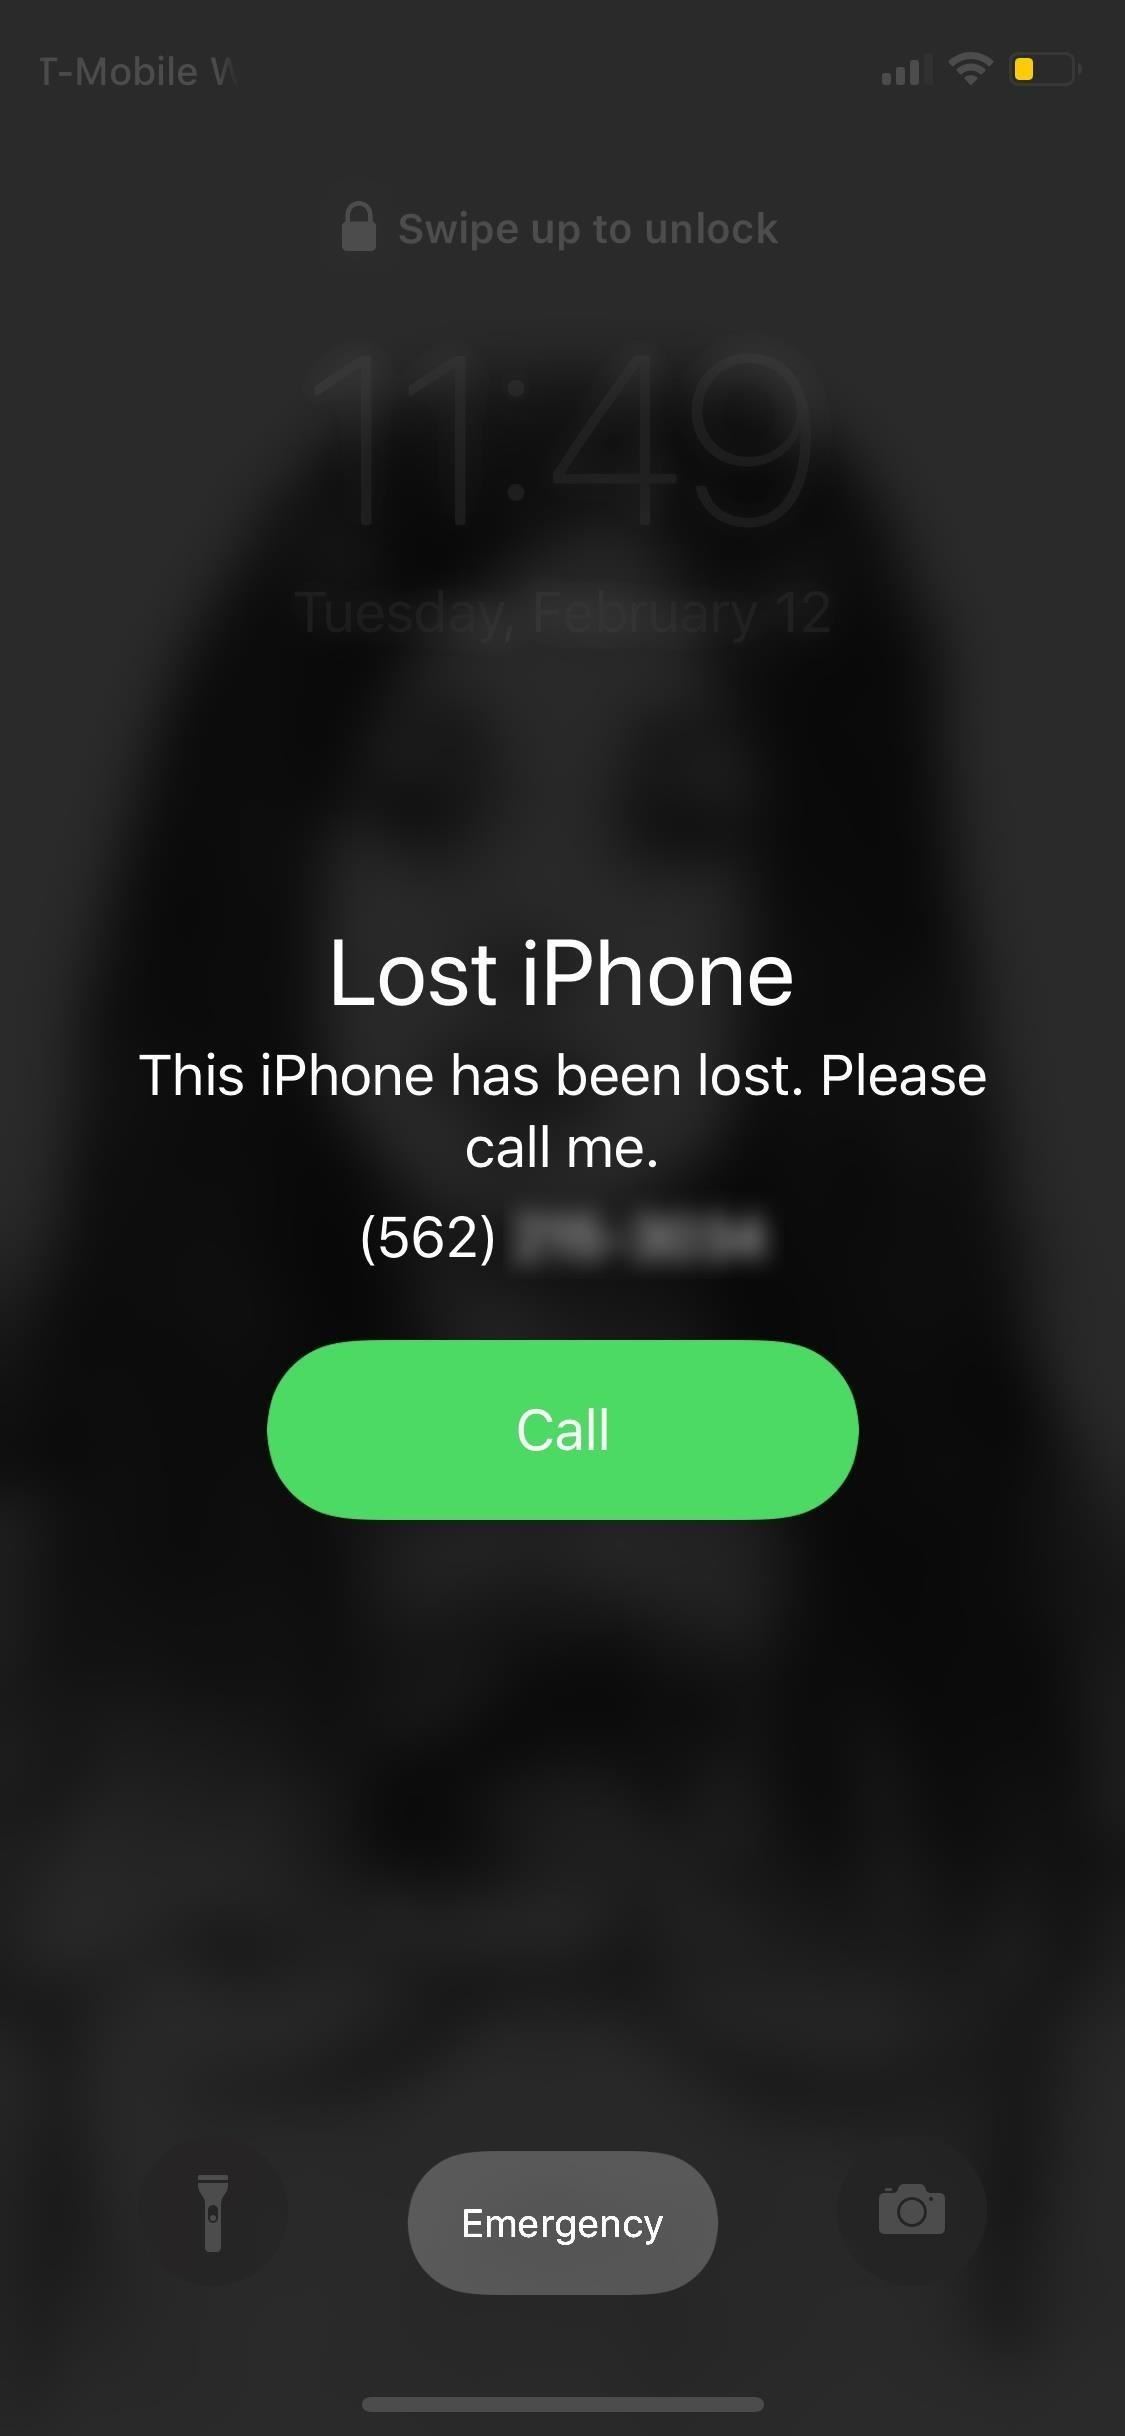 T-Mobile
Swipe up to unlock
11:49
Tuesday, February 12
Lost iPhone
This iPhone has been lost. Please
call me.
(562)
Call
Emergency